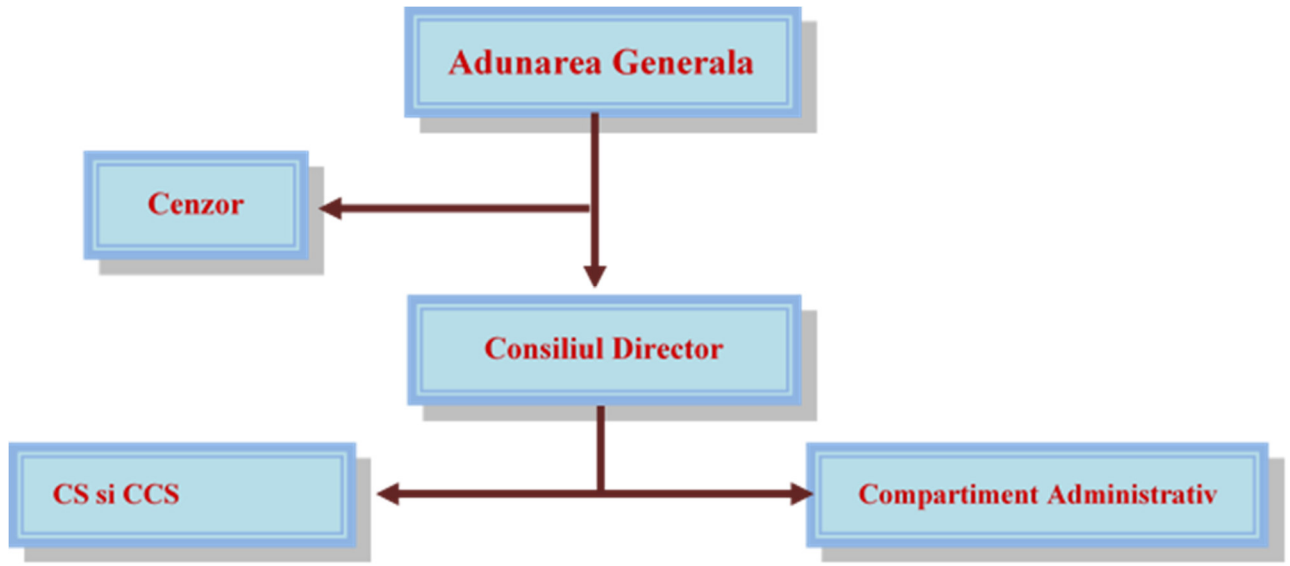 Adunarea Generala
Cenzor
Consiliul Director
CS si CCS
Compartiment Administrativ